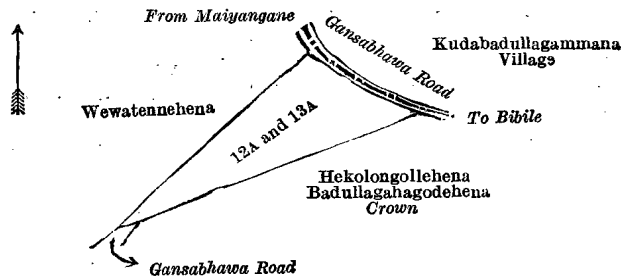 From Maiyangane
Gansabhawa Road
Kudabadullagammana
Village
Wewatennehena
To Bibile
12A and 13A
Hekolongollehena
Badullagahagodehena
Crown
Gansabhawa Road